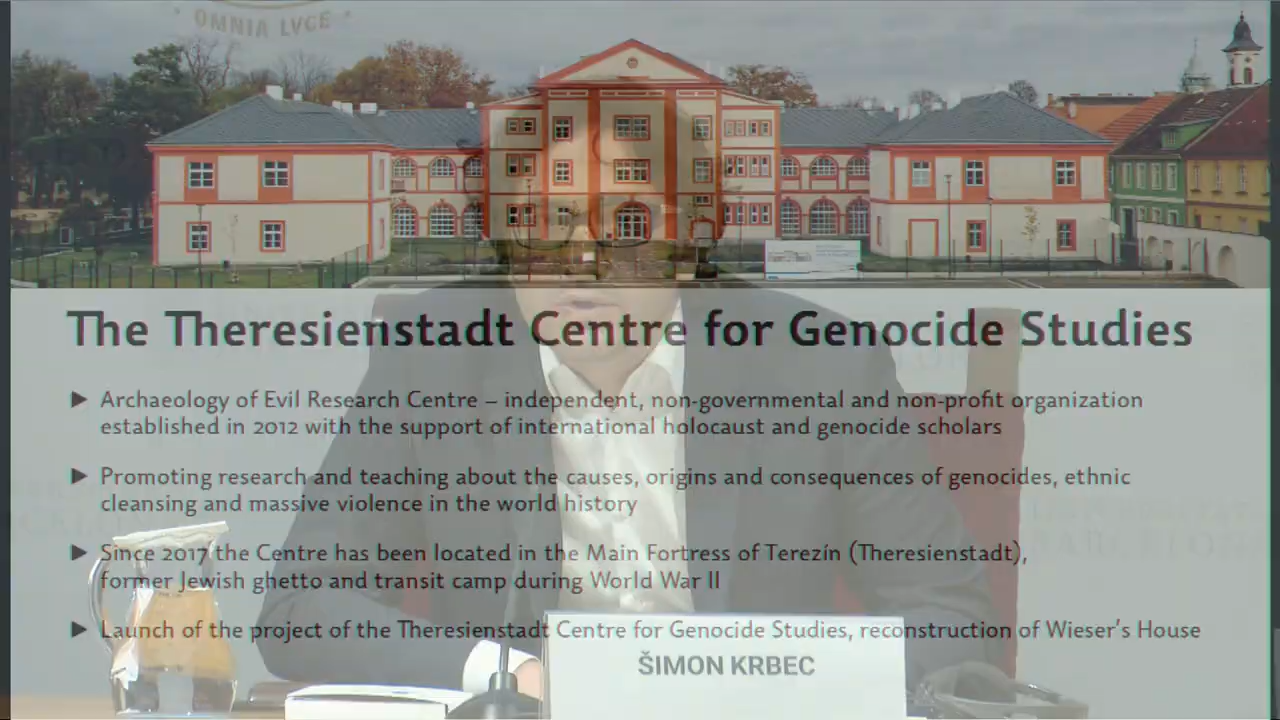 OMNIA LVCE
The Theresienstadt Centre for Genocide Studies
► Archaeology of Evil Research Centre – independent, non-governmental and non-profit organization
established in 2012 with the support of international holocaust and genocide scholars
► Promoting research and teaching about the causes, origins and consequences of genocides, ethnic
cleansing and massive violence in the world history
► Since 2017 the Centre has been located in the Main Fortress of Terezín (Theresienstadt),
former Jewish ghetto and transit camp during World War II
► Launch of the project of the Theresienstadt Centre for Genocide Studies, reconstruction of Wieser's House
ŠIMON KRBEC